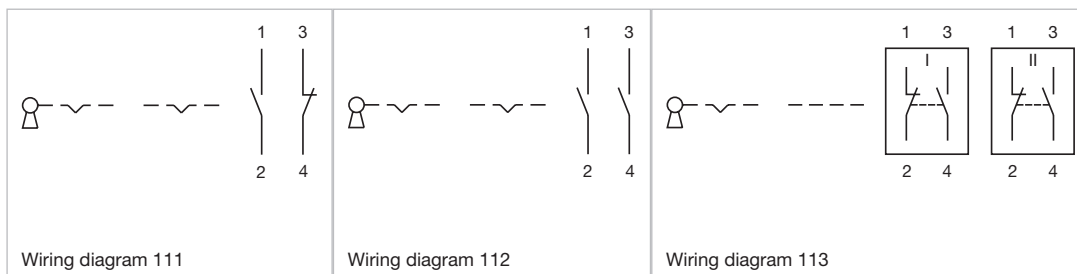 1 3
2 4
Wiring diagram 111
1 3
2 4
Wiring diagram 112
1 3 1 3
I II
2 4 2 4
Wiring diagram 113